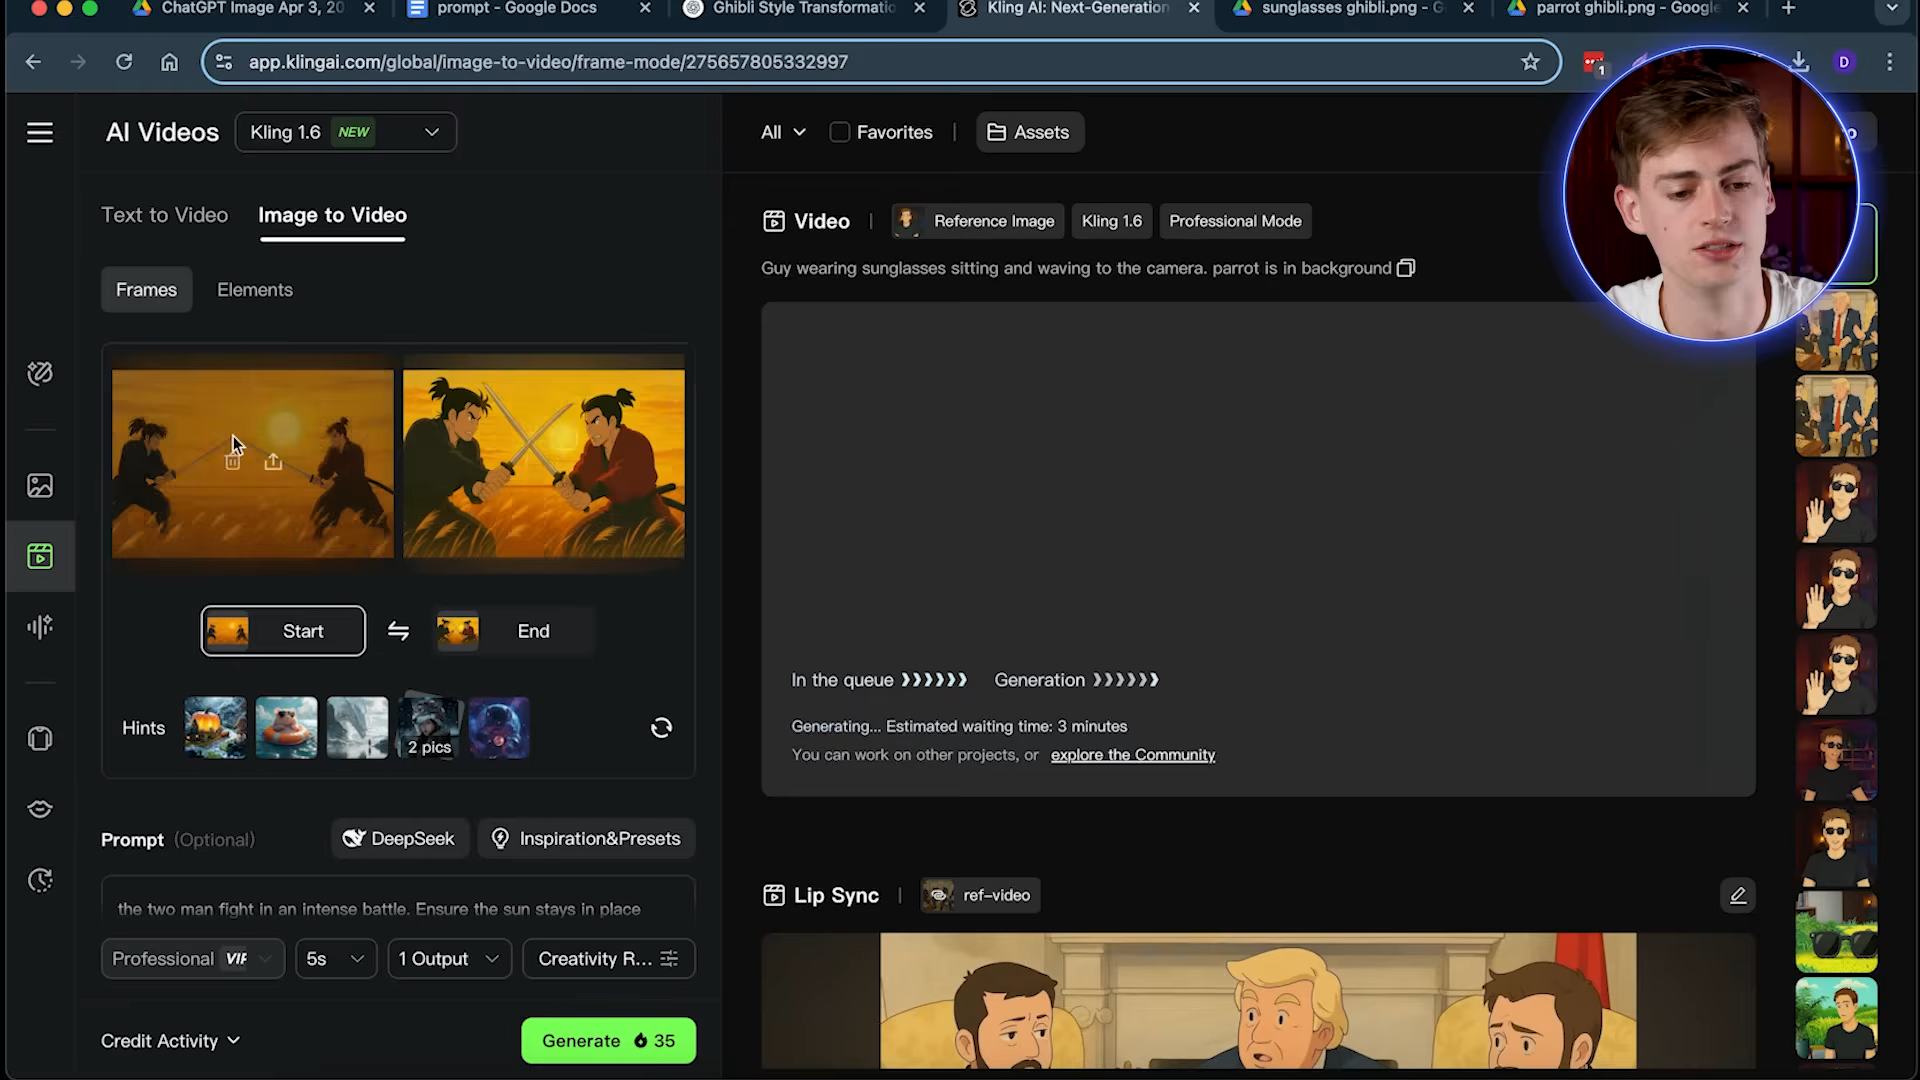 ChatGPT Image Apr 3, 20
prompt - Google Docs
Ghibli Style Transformatio
Kling AI: Next-Generation
sunglasses ghibli.png - G
parrot ghibli.png - Google
app.klingai.com/global/image-to-video/frame-mode/275657805332997
1
D
AI Videos
Kling 1.6 NEW
All
Favorites
Assets
Text to Video
Image to Video
Video
Reference Image
Kling 1.6
Professional Mode
Guy wearing sunglasses sitting and waving to the camera. parrot is in background
Frames
Elements
Start
End
In the queue
Generation
Generating... Estimated waiting time: 3 minutes
You can work on other projects, or explore the Community
Hints
2 pics
Prompt (Optional)
DeepSeek
Inspiration&Presets
the two man fight in an intense battle. Ensure the sun stays in place
Lip Sync
ref-video
Professional VIP
5s
1 Output
Creativity R...
Credit Activity
Generate 35